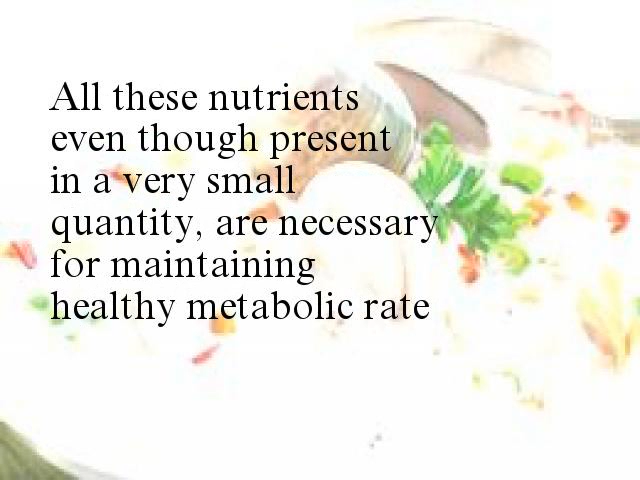 All these nutrients
even though present
in a very small
quantity, are necessary
for maintaining
healthy metabolic rate